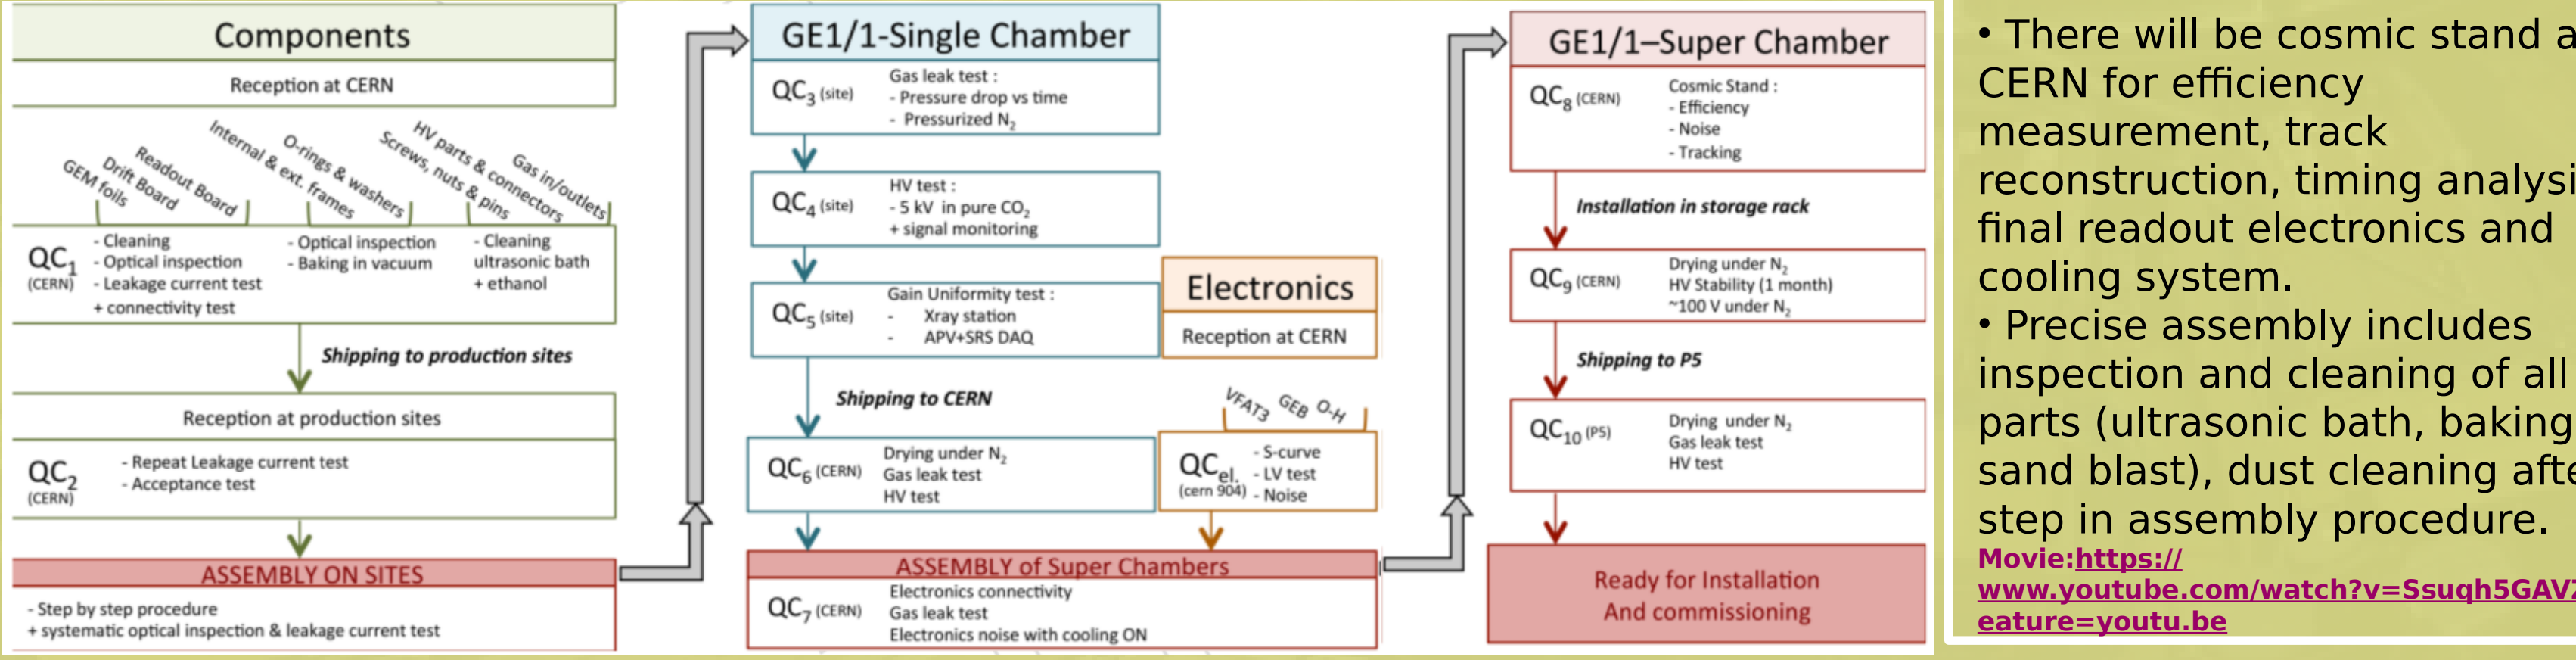 Components
Reception at CERN
GEM foils
Drift Board
Readout Board
Internal & ext. frames
O-rings & washers
Screws, nuts & pins
HV parts & connectors
Gas in/outlets
QC1 (CERN)
- Cleaning
- Optical inspection
- Leakage current test
+ connectivity test
- Optical inspection
- Baking in vacuum
- Cleaning
ultrasonic bath
+ ethanol
Shipping to production sites
Reception at production sites
QC2 (CERN)
- Repeat Leakage current test
- Acceptance test
ASSEMBLY ON SITES
- Step by step procedure
+ systematic optical inspection & leakage current test
GE1/1-Single Chamber
QC3 (site)
Gas leak test :
- Pressure drop vs time
- Pressurized N2
QC4 (site)
HV test :
- 5 kV in pure CO2
+ signal monitoring
QC5 (site)
Gain Uniformity test :
- Xray station
- APV+SRS DAQ
Shipping to CERN
QC6 (CERN)
Drying under N2
Gas leak test
HV test
Electronics
Reception at CERN
VFAT3
GEB
O-H
QCel. (cern 904)
- S-curve
- LV test
- Noise
ASSEMBLY of Super Chambers
QC7 (CERN)
Electronics connectivity
Gas leak test
Electronics noise with cooling ON
GE1/1–Super Chamber
QC8 (CERN)
Cosmic Stand :
- Efficiency
- Noise
- Tracking
Installation in storage rack
QC9 (CERN)
Drying under N2
HV Stability (1 month)
~100 V under N2
Shipping to P5
QC10 (P5)
Drying under N2
Gas leak test
HV test
Ready for Installation
And commissioning
• There will be cosmic stand a
CERN for efficiency
measurement, track
reconstruction, timing analysi
final readout electronics and
cooling system.
• Precise assembly includes
inspection and cleaning of all
parts (ultrasonic bath, baking
sand blast), dust cleaning afte
step in assembly procedure.
Movie:https://
www.youtube.com/watch?v=Ssuqh5GAV
eature=youtu.be